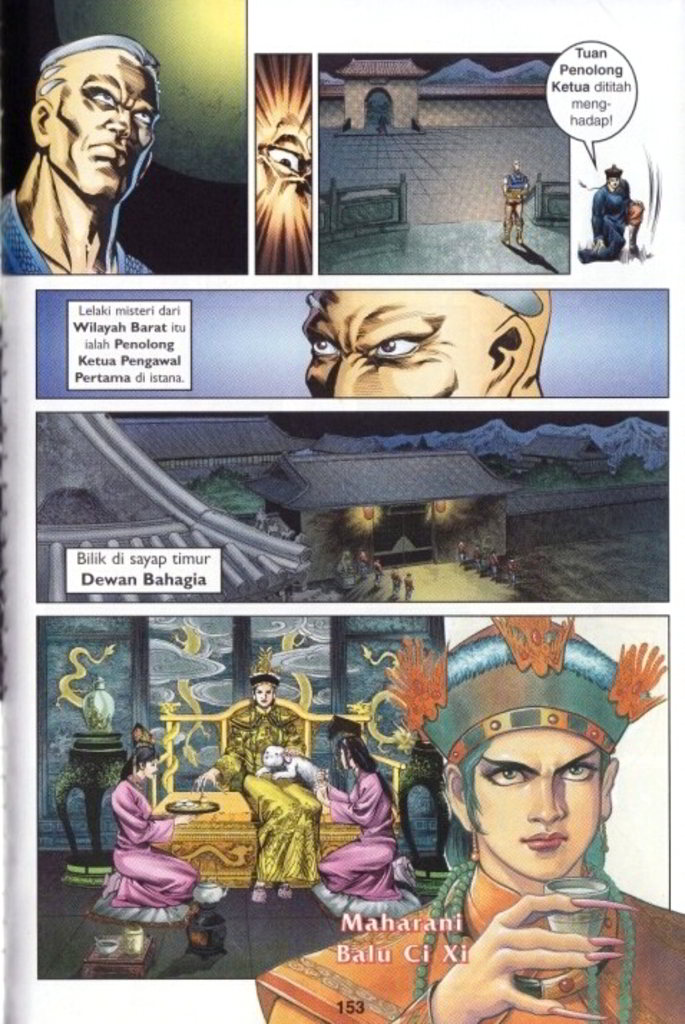 Tuan
Penolong
Ketua dititah
meng-
hadap!
Lelaki misteri dari
Wilayah Barat itu
ialah Penolong
Ketua Pengawal
Pertama di istana.
Bilik di sayap timur
Dewan Bahagia
Maharani
Balu Ci Xi
153